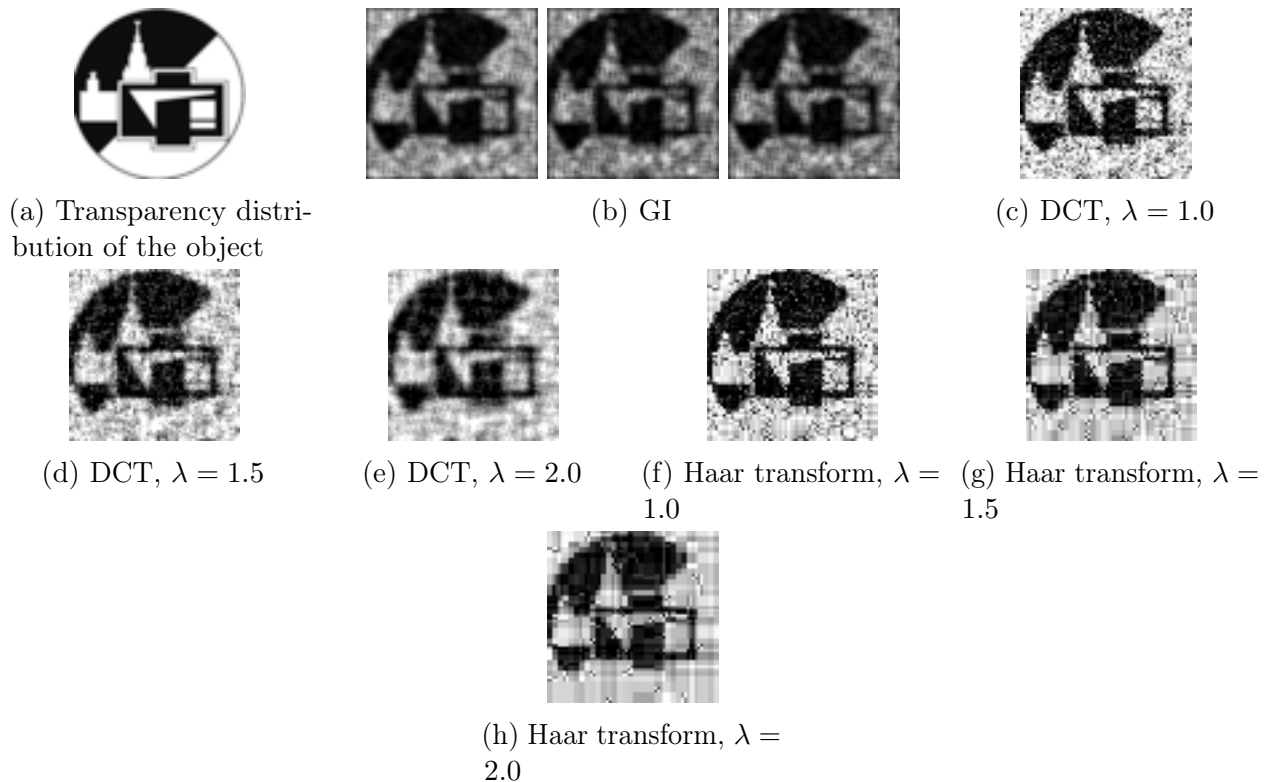 (a) Transparency distri-
bution of the object
(b) GI
(c) DCT, λ = 1.0
(d) DCT, λ = 1.5
(e) DCT, λ = 2.0
(f) Haar transform, λ =
1.0
(g) Haar transform, λ =
1.5
(h) Haar transform, λ =
2.0